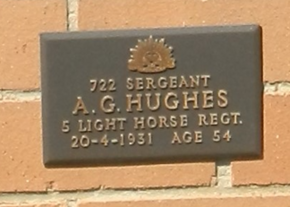 722 SERGEANT
A.G. HUGHES
5 LIGHT HORSE REGT.
20-4-1931 AGE 54